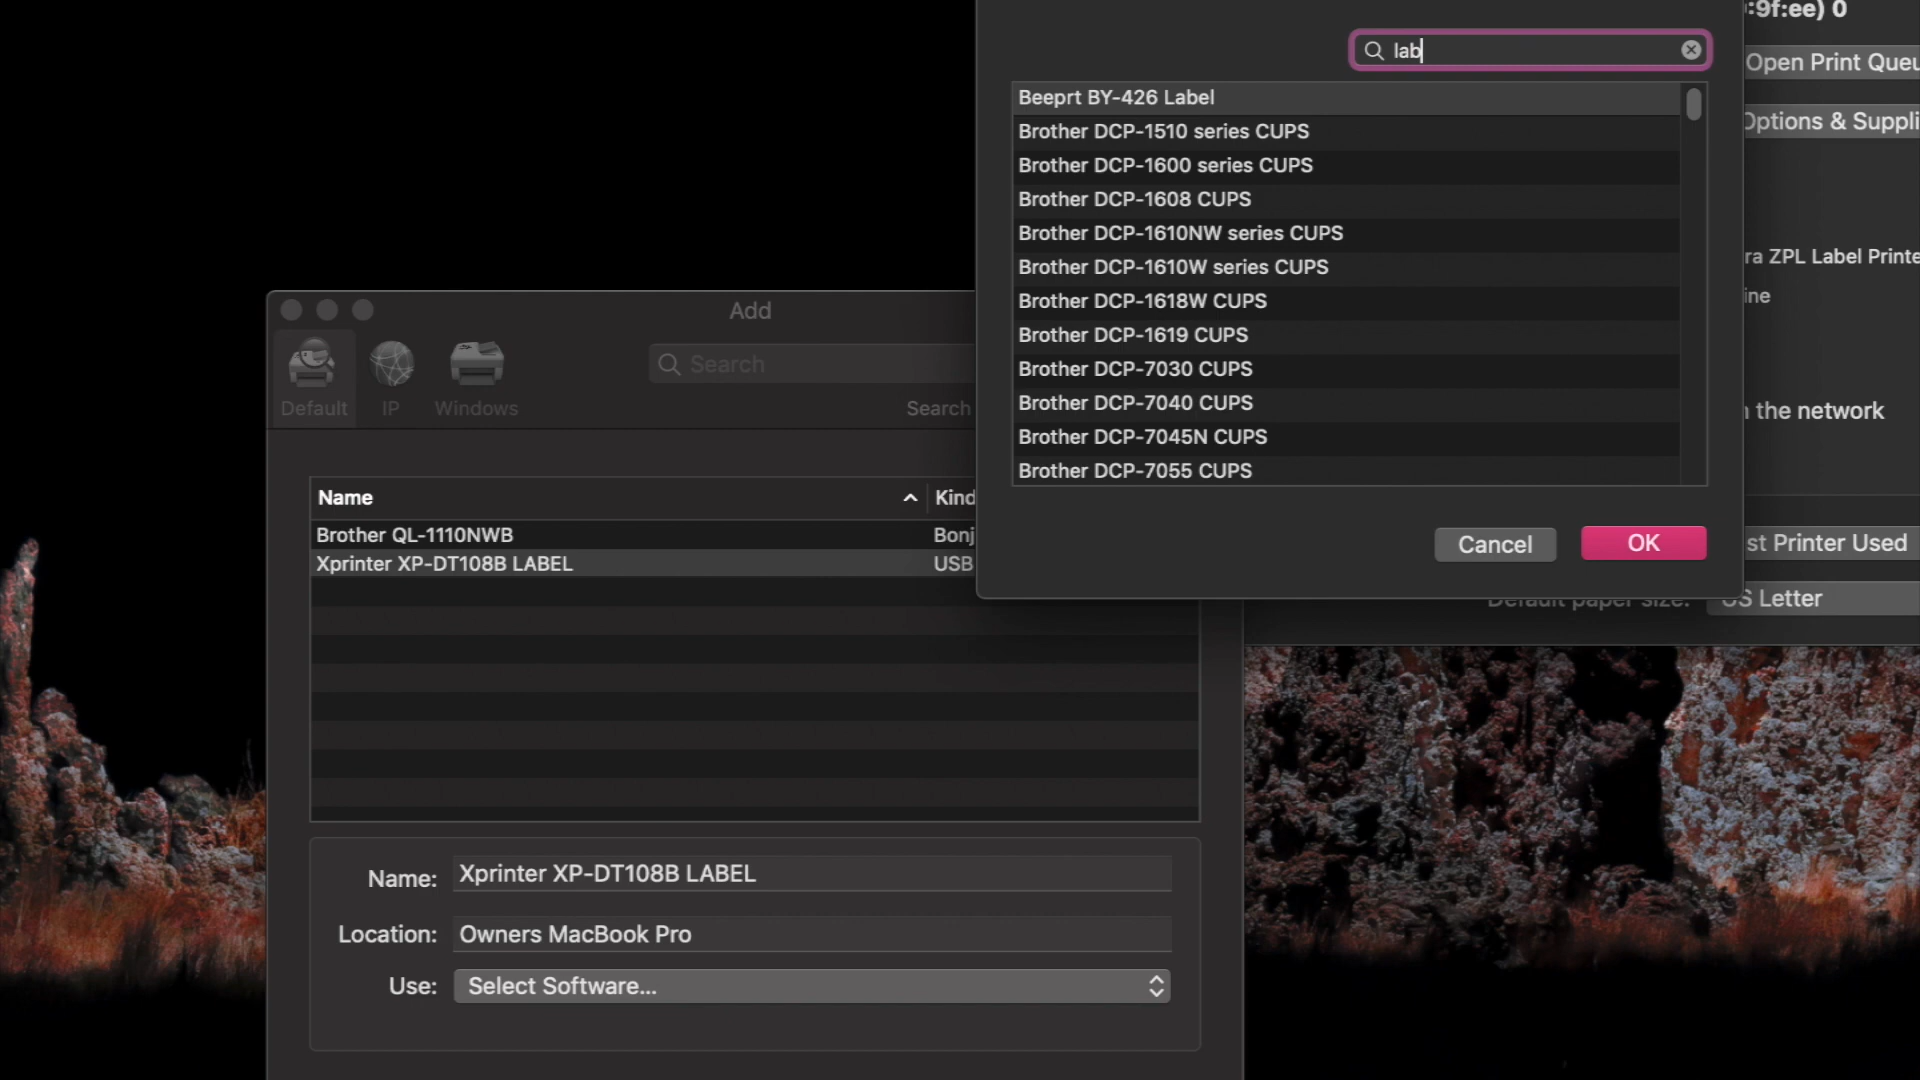 :9f:ee) 0
lab
Open Print Queu
Beeprt BY-426 Label
Options & Suppli
Brother DCP-1510 series CUPS
Brother DCP-1600 series CUPS
Brother DCP-1608 CUPS
Brother DCP-1610NW series CUPS
ra ZPL Label Printe
Brother DCP-1610W series CUPS
ine
Brother DCP-1618W CUPS
Add
Brother DCP-1619 CUPS
Search
Brother DCP-7030 CUPS
Default IP Windows
Search
Brother DCP-7040 CUPS
n the network
Brother DCP-7045N CUPS
Brother DCP-7055 CUPS
Name Kind
Brother QL-1110NWB Bonj
Cancel OK
st Printer Used
Xprinter XP-DT108B LABEL USB
Default paper size: US Letter
Name: Xprinter XP-DT108B LABEL
Location: Owners MacBook Pro
Use: Select Software...